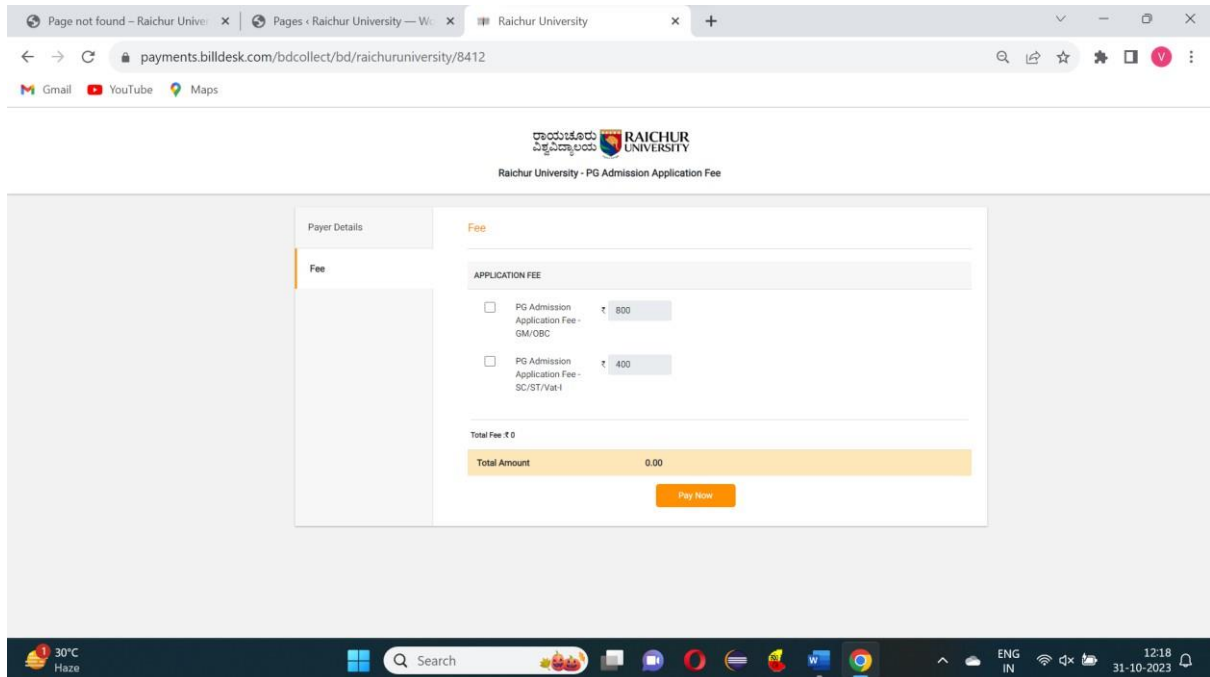 Page not found – Raichur Univer
Pages ‹ Raichur University — Wo
Raichur University
payments.billdesk.com/bdcollect/bd/raichuruniversity/8412
V
Gmail
YouTube
Maps
ರಾಯಚೂರು
ವಿಶ್ವವಿದ್ಯಾಲಯ
RAICHUR
UNIVERSITY
Raichur University - PG Admission Application Fee
Payer Details
Fee
Fee
APPLICATION FEE
PG Admission
Application Fee -
GM/OBC
₹ 800
PG Admission
Application Fee -
SC/ST/Vat-I
₹ 400
Total Fee :₹ 0
Total Amount 0.00
Pay Now
1
30°C
Haze
Search
W
ENG
IN
12:18
31-10-2023